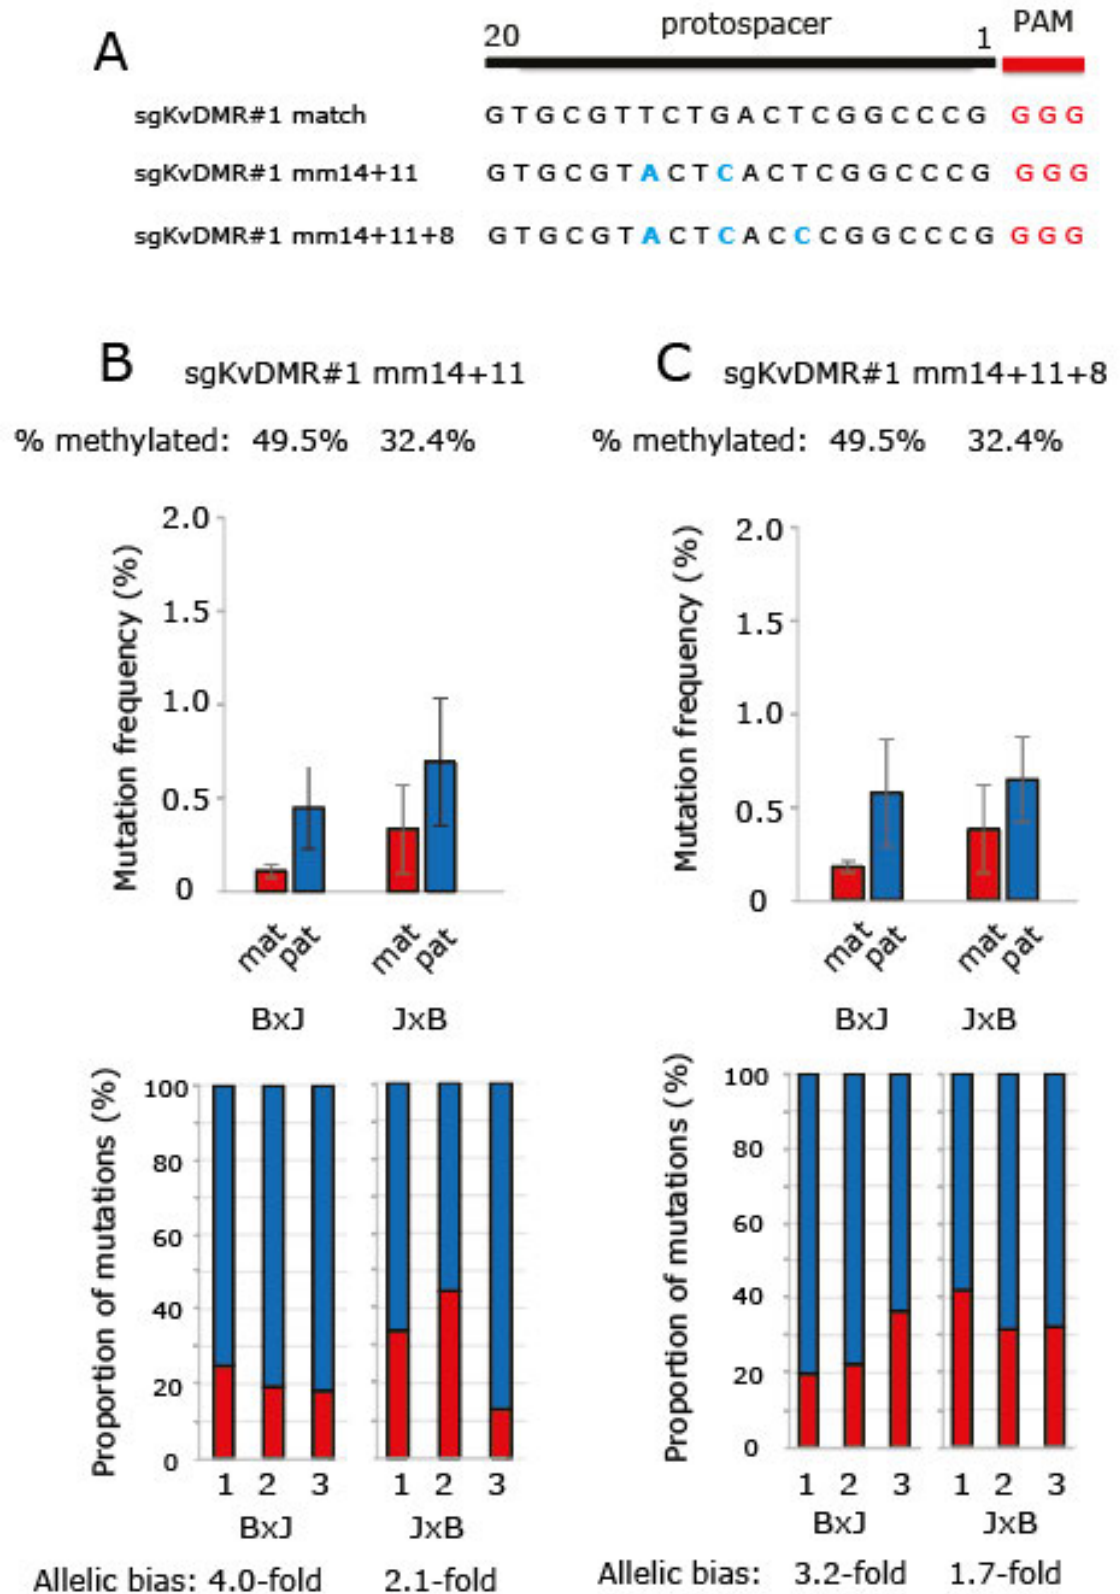 A
20 protospacer 1 PAM
sgKvDMR#1 match G T G C G T T C T G A C T C G G C C C G G G G
sgKvDMR#1 mm14+11 G T G C G T A C T C A C T C G G C C C G G G G
sgKvDMR#1 mm14+11+8 G T G C G T A C T C A C C C G G C C C G G G G
B sgKvDMR#1 mm14+11
% methylated: 49.5% 32.4%
Mutation frequency (%)
2.0
1.5
1.0
0.5
0
mat pat mat pat
BxJ JxB
Proportion of mutations (%)
100
80
60
40
20
0
1 2 3 1 2 3
BxJ JxB
Allelic bias: 4.0-fold 2.1-fold
C sgKvDMR#1 mm14+11+8
% methylated: 49.5% 32.4%
Mutation frequency (%)
2.0
1.5
1.0
0.5
0
mat pat mat pat
BxJ JxB
Proportion of mutations (%)
100
80
60
40
20
0
1 2 3 1 2 3
BxJ JxB
Allelic bias: 3.2-fold 1.7-fold